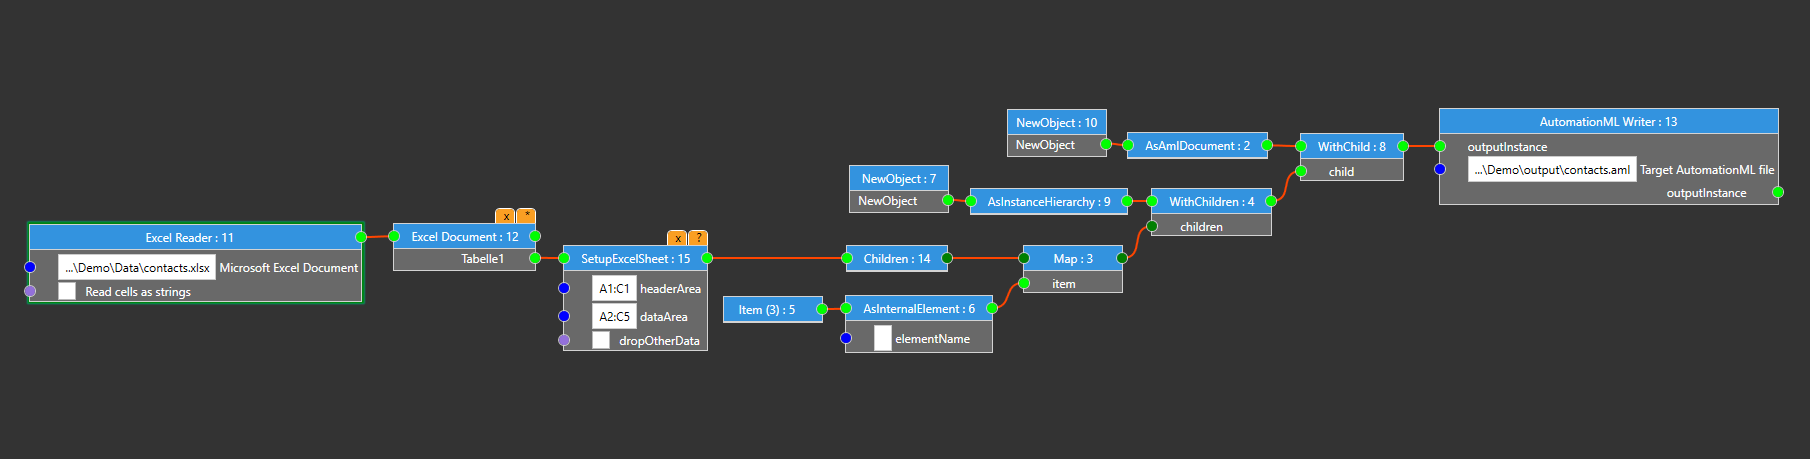 Excel Reader : 11
...\Demo\Data\contacts.xlsx Microsoft Excel Document
Read cells as strings
x *
Excel Document : 12
Tabelle1
x ?
SetupExcelSheet : 15
A1:C1 headerArea
A2:C5 dataArea
dropOtherData
Item (3) : 5
Children : 14
AsInternalElement : 6
elementName
NewObject : 7
NewObject
AsInstanceHierarchy : 9
Map : 3
item
NewObject : 10
NewObject
AsAmlDocument : 2
WithChildren : 4
children
WithChild : 8
child
AutomationML Writer : 13
outputInstance
...\Demo\output\contacts.aml Target AutomationML file
outputInstance